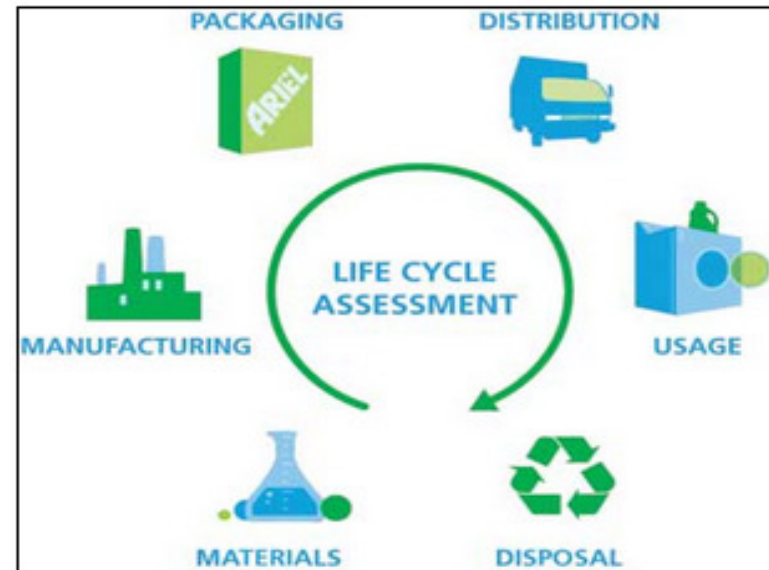 PACKAGING
DISTRIBUTION
ARIEL
LIFE CYCLE
ASSESSMENT
MANUFACTURING
USAGE
MATERIALS
DISPOSAL